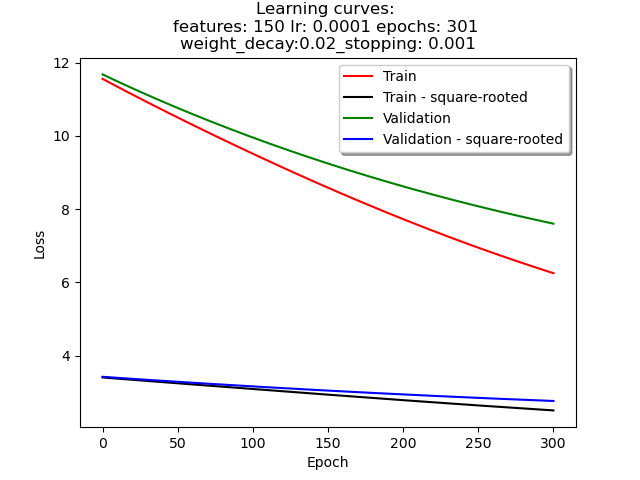 Learning curves:
features: 150 lr: 0.0001 epochs: 301
weight_decay:0.02_stopping: 0.001
12
10
8
6
4
Loss
Train
Train - square-rooted
Validation
Validation - square-rooted
0 50 100 150 200 250 300
Epoch